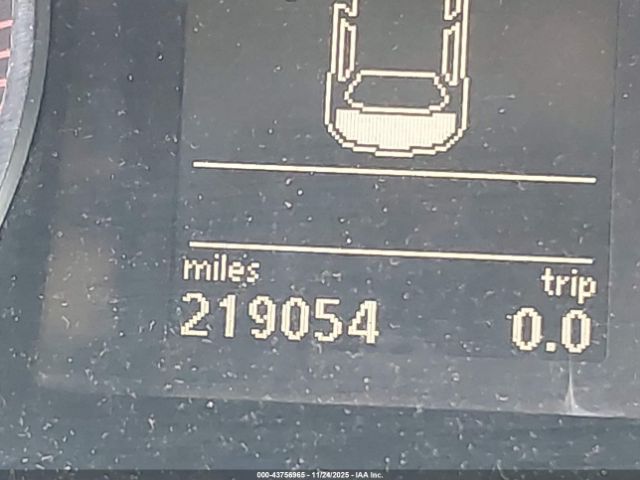 miles trip
219054 0.0
000-43756965 - 11/24/2025 - IAA Inc.